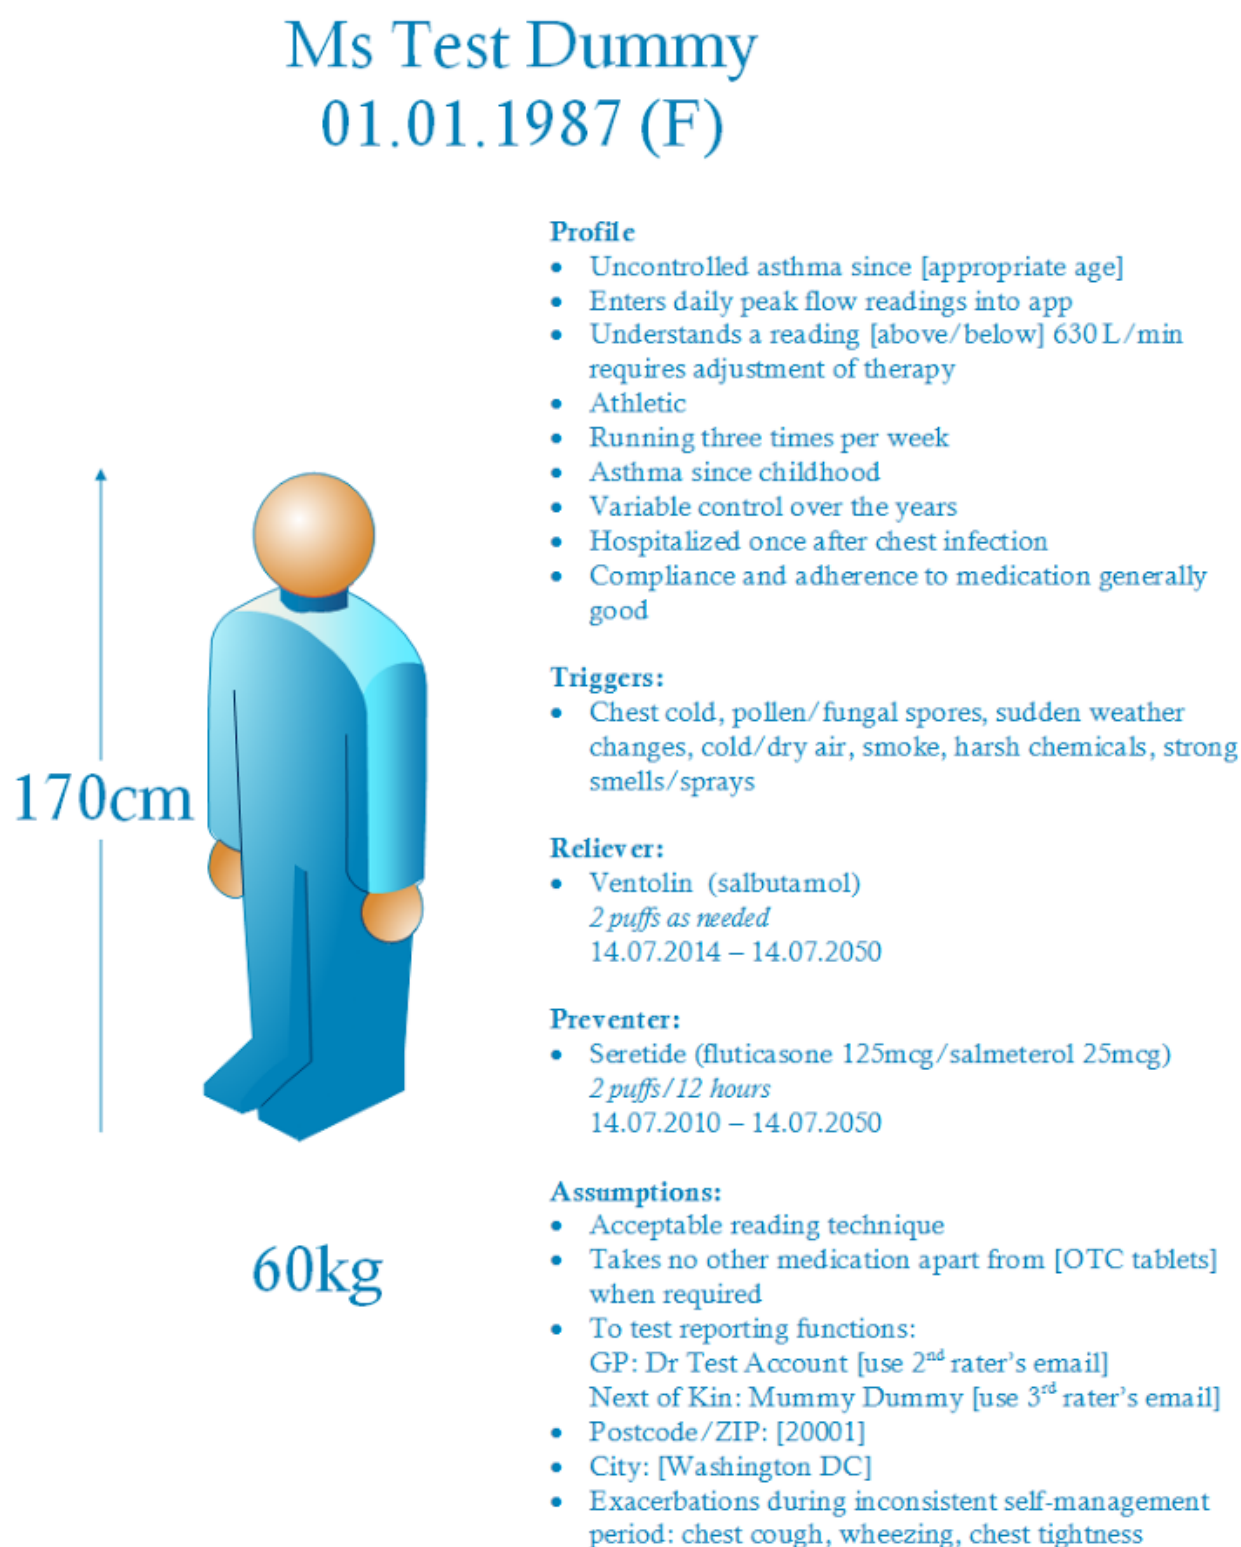 Ms Test Dummy
01.01.1987 (F)
Profile
• Uncontrolled asthma since [appropriate age]
• Enters daily peak flow readings into app
• Understands a reading [above/below] 630 L/min
requires adjustment of therapy
• Athletic
• Running three times per week
• Asthma since childhood
• Variable control over the years
• Hospitalized once after chest infection
• Compliance and adherence to medication generally
good
Triggers:
• Chest cold, pollen/fungal spores, sudden weather
changes, cold/dry air, smoke, harsh chemicals, strong
smells/sprays
170cm
Reliever:
• Ventolin (salbutamol)
2 puffs as needed
14.07.2014 – 14.07.2050
Preventer:
• Seretide (fluticasone 125mcg/salmeterol 25mcg)
2 puffs/12 hours
14.07.2010 – 14.07.2050
60kg
Assumptions:
• Acceptable reading technique
• Takes no other medication apart from [OTC tablets]
when required
• To test reporting functions:
GP: Dr Test Account [use 2nd rater's email]
Next of Kin: Mummy Dummy [use 3rd rater's email]
• Postcode/ZIP: [20001]
• City: [Washington DC]
• Exacerbations during inconsistent self-management
period: chest cough, wheezing, chest tightness